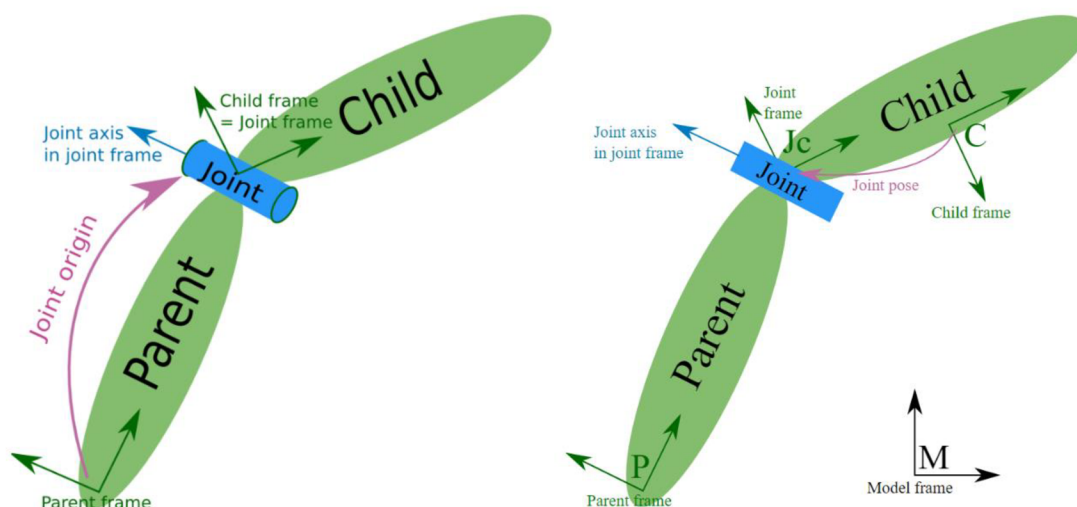 Child frame
= Joint frame
Child
Joint axis
in joint frame
Joint
Joint origin
Parent
Parent frame
Joint
frame
Child
Joint axis
in joint frame
Jc
C
Joint
Joint pose
Child frame
Parent
P
Parent frame
M
Model frame